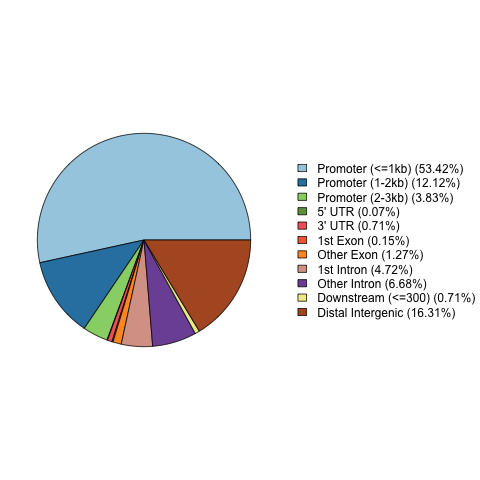 Promoter (<=1kb) (53.42%)
Promoter (1-2kb) (12.12%)
Promoter (2-3kb) (3.83%)
5' UTR (0.07%)
3' UTR (0.71%)
1st Exon (0.15%)
Other Exon (1.27%)
1st Intron (4.72%)
Other Intron (6.68%)
Downstream (<=300) (0.71%)
Distal Intergenic (16.31%)